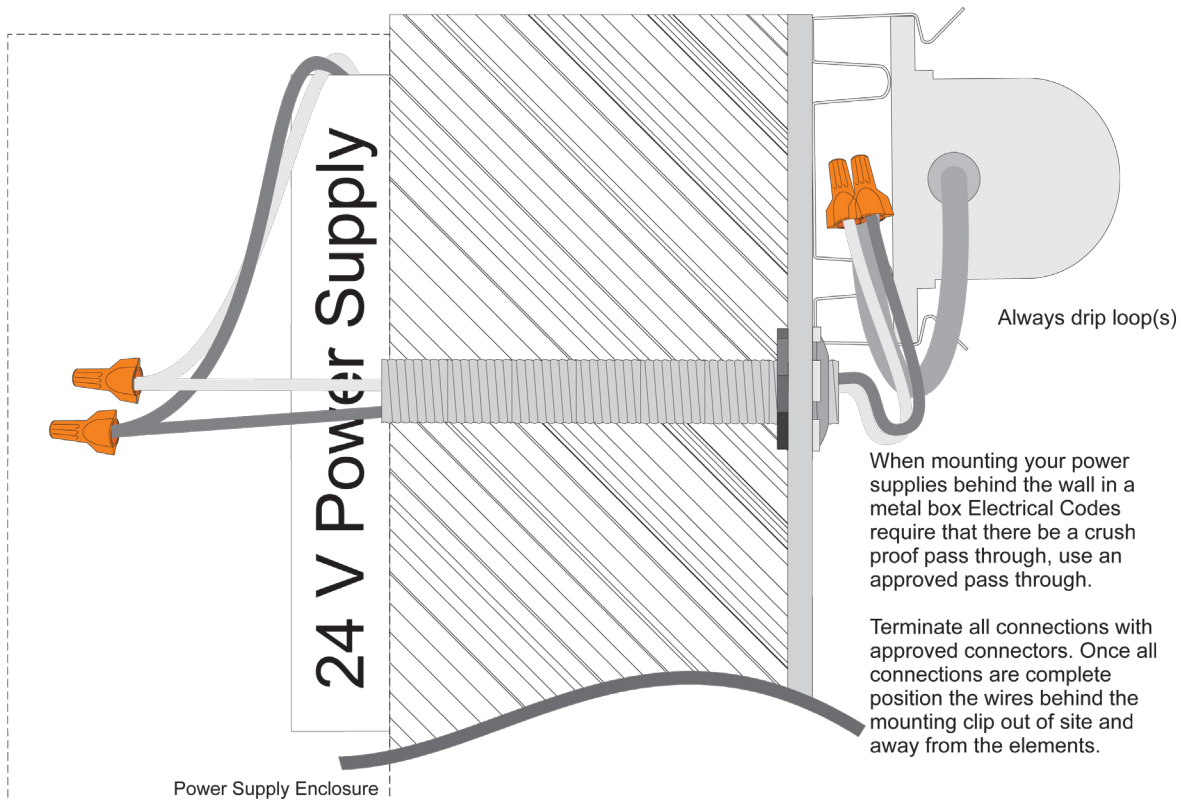 24 V Power Supply
Always drip loop(s)
When mounting your power
supplies behind the wall in a
metal box Electrical Codes
require that there be a crush
proof pass through, use an
approved pass through.
Terminate all connections with
approved connectors. Once all
connections are complete
position the wires behind the
mounting clip out of site and
away from the elements.
Power Supply Enclosure